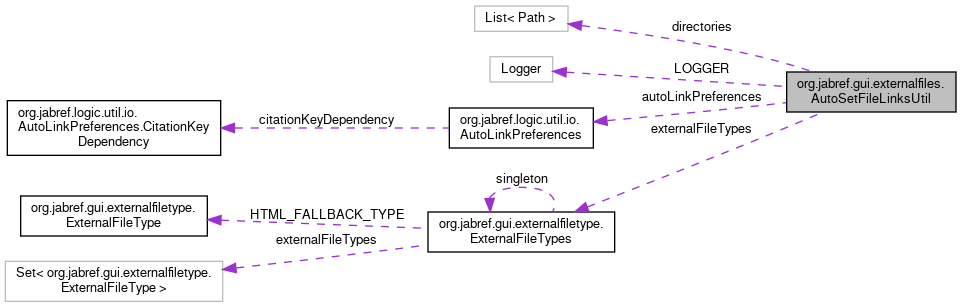 List< Path >
directories
Logger
LOGGER
org.jabref.gui.externalfiles.
AutoSetFileLinksUtil
autoLinkPreferences
org.jabref.logic.util.io.
AutoLinkPreferences.CitationKey
Dependency
citationKeyDependency
org.jabref.logic.util.io.
AutoLinkPreferences
externalFileTypes
singleton
org.jabref.gui.externalfiletype.
ExternalFileType
HTML_FALLBACK_TYPE
org.jabref.gui.externalfiletype.
ExternalFileTypes
externalFileTypes
Set< org.jabref.gui.externalfiletype.
ExternalFileType >